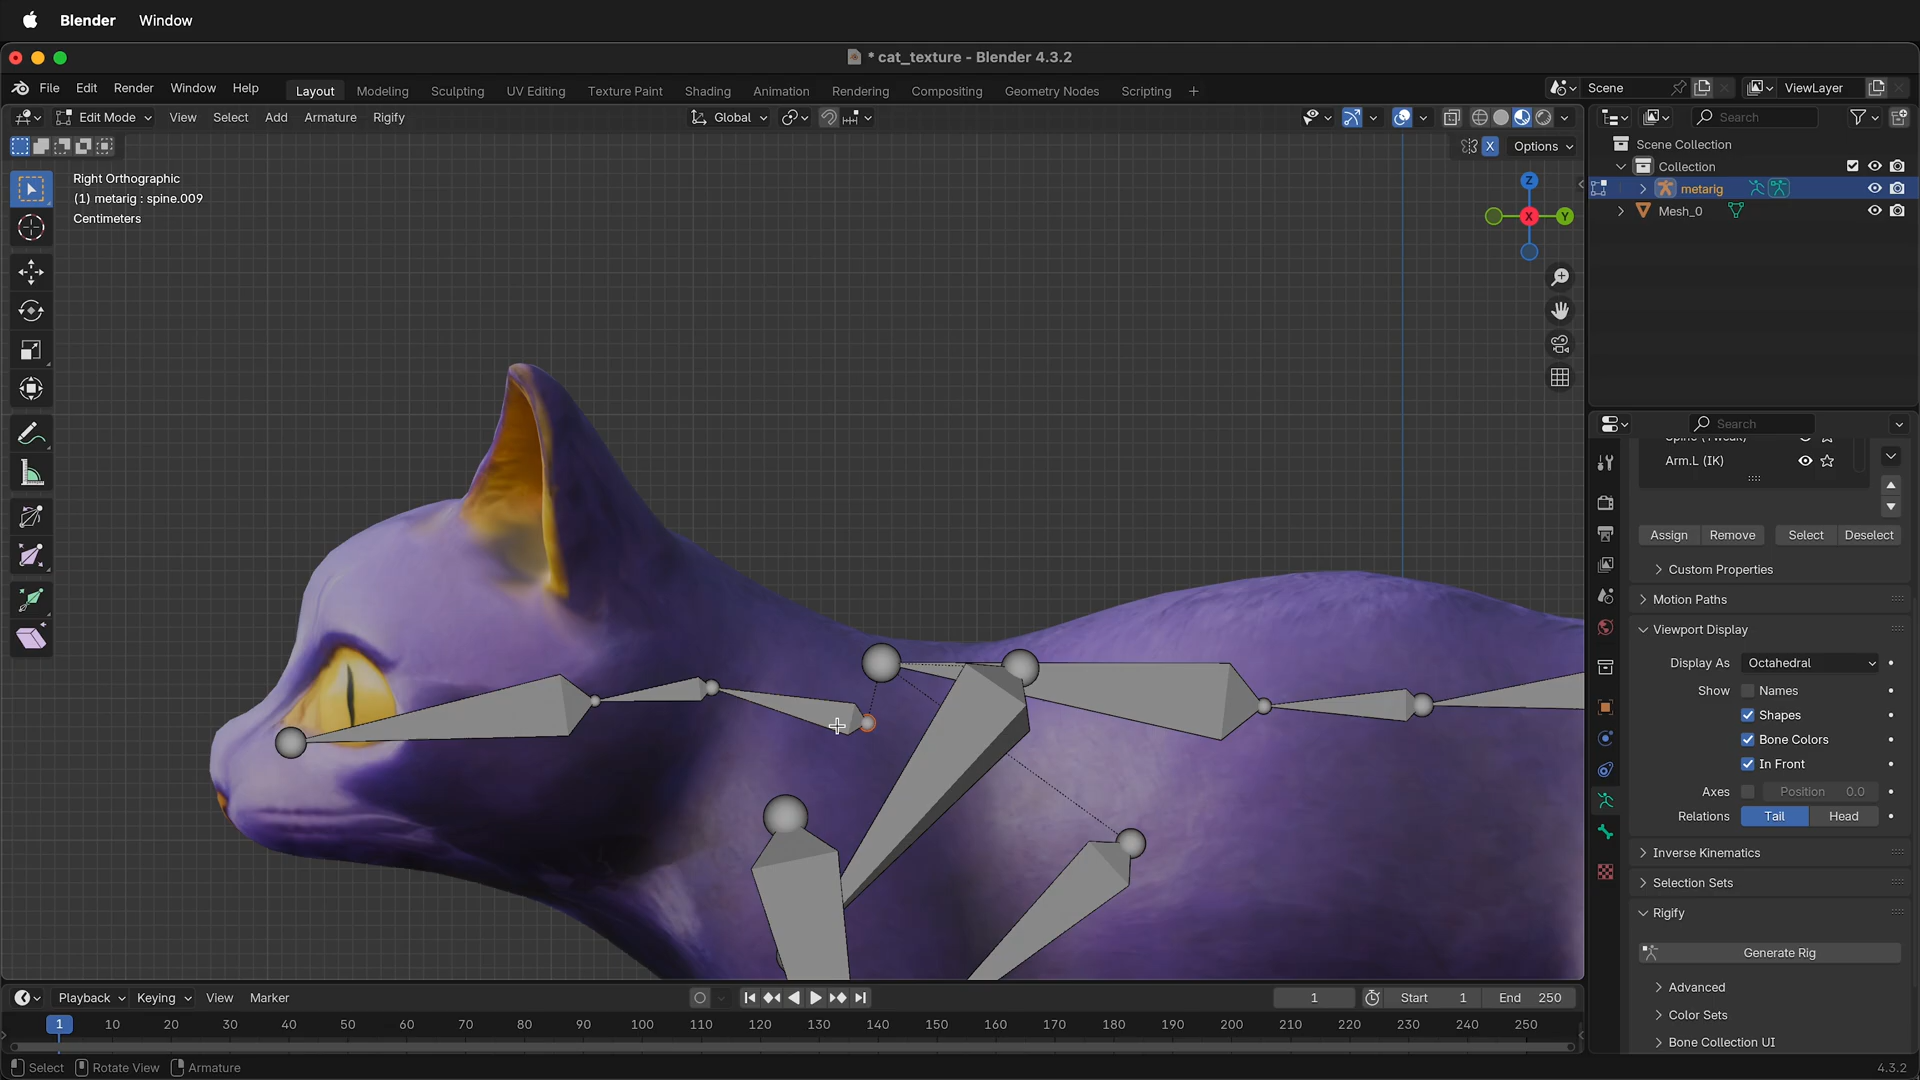 Blender Window
* cat_texture - Blender 4.3.2
File Edit Render Window Help Layout Modeling Sculpting UV Editing Texture Paint Shading Animation Rendering Compositing Geometry Nodes Scripting + Scene ViewLayer
Edit Mode View Select Add Armature Rigify Global Search
X Options
Right Orthographic
(1) metarig : spine.009
Centimeters
Z
X
Y
Scene Collection
Collection
metarig
Mesh_0
Search
Arm.L (IK)
Assign Remove Select Deselect
Custom Properties
Motion Paths
Viewport Display
Display As Octahedral
Show Names
Shapes
Bone Colors
In Front
Axes Position 0.0
Relations Tail Head
Inverse Kinematics
Selection Sets
Rigify
Generate Rig
Advanced
Color Sets
Bone Collection UI
Playback Keying View Marker 1 Start 1 End 250
1 10 20 30 40 50 60 70 80 90 100 110 120 130 140 150 160 170 180 190 200 210 220 230 240 250
Select Rotate View Armature 4.3.2